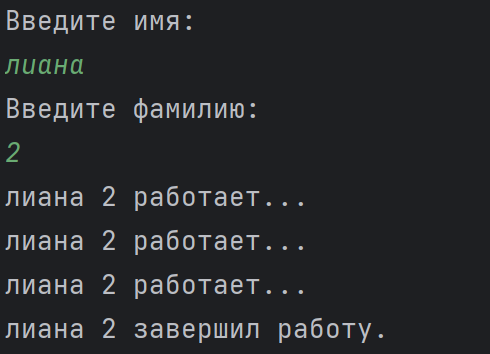 Введите имя:
лиана
Введите фамилию:
2
лиана 2 работает...
лиана 2 работает...
лиана 2 работает...
лиана 2 завершил работу.